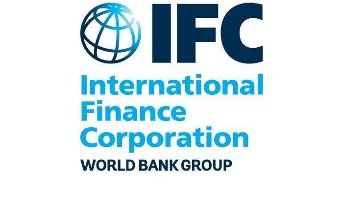 IFC
International
Finance
Corporation
WORLD BANK GROUP